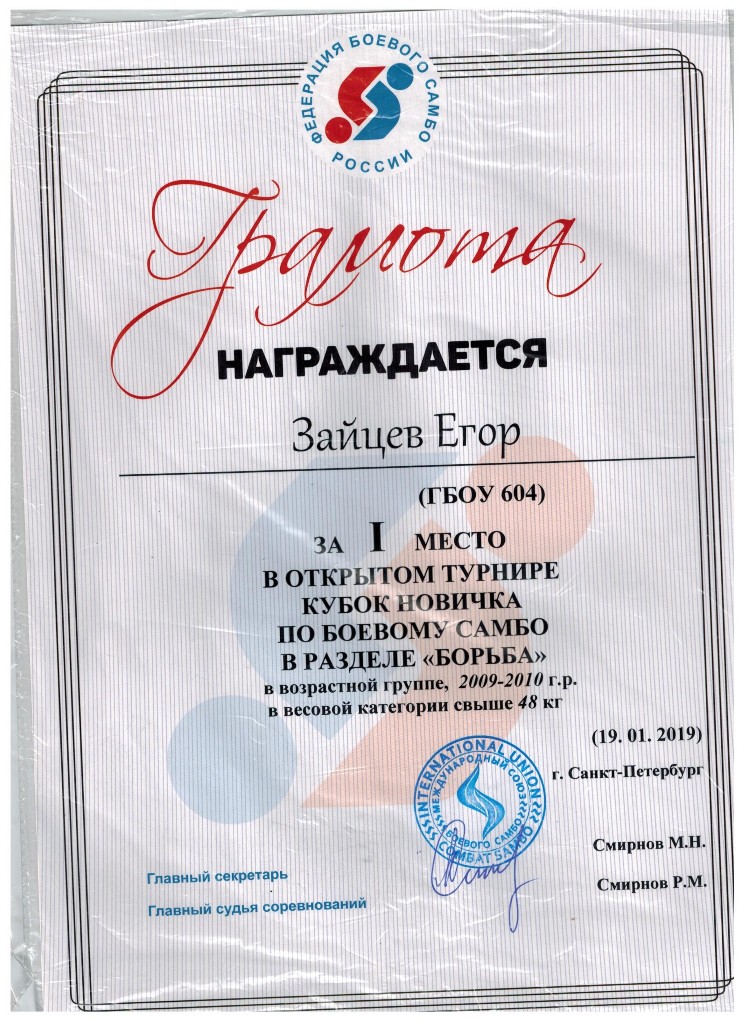 ФЕДЕРАЦИЯ БОЕВОГО САМБО
РОССИИ
Грамота
НАГРАЖДАЕТСЯ
Зайцев Егор
(ГБОУ 604)
ЗА I МЕСТО
В ОТКРЫТОМ ТУРНИРЕ
КУБОК НОВИЧКА
ПО БОЕВОМУ САМБО
В РАЗДЕЛЕ «БОРЬБА»
в возрастной группе, 2009-2010 г.р.
в весовой категории свыше 48 кг
(19. 01. 2019)
г. Санкт-Петербург
INTERNATIONAL UNION
МЕЖДУНАРОДНЫЙ СОЮЗ
БОЕВОГО САМБО
COMBAT SAMBO
Смирнов М.Н.
Главный секретарь
Смирнов Р.М.
Главный судья соревнований